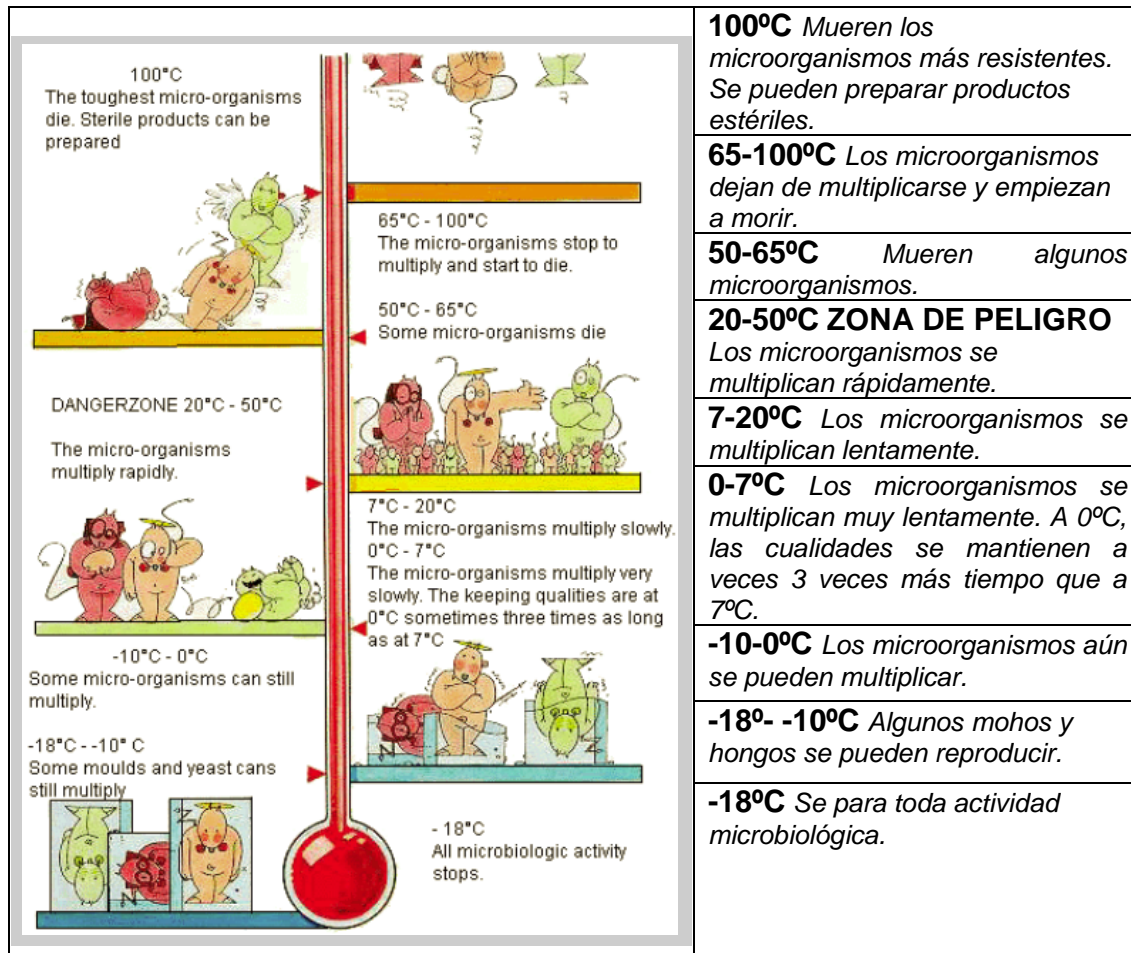 100°C
The toughest micro-organisms
die. Sterile products can be
prepared
65°C - 100°C
The micro-organisms stop to
multiply and start to die.
50°C - 65°C
Some micro-organisms die
DANGERZONE 20°C - 50°C
The micro-organisms
multiply rapidly.
7°C - 20°C
The micro-organisms multiply slowly.
0°C - 7°C
The micro-organisms multiply very
slowly. The keeping qualities are at
0°C sometimes three times as long
as at 7°C
-10°C - 0°C
Some micro-organisms can still
multiply.
-18°C - -10° C
Some moulds and yeast cans
still multiply
- 18°C
All microbiologic activity
stops.
100ºC Mueren los
microorganismos más resistentes.
Se pueden preparar productos
estériles.
65-100ºC Los microorganismos
dejan de multiplicarse y empiezan
a morir.
50-65ºC Mueren algunos
microorganismos.
20-50ºC ZONA DE PELIGRO
Los microorganismos se
multiplican rápidamente.
7-20ºC Los microorganismos se
multiplican lentamente.
0-7ºC Los microorganismos se
multiplican muy lentamente. A 0ºC,
las cualidades se mantienen a
veces 3 veces más tiempo que a
7ºC.
-10-0ºC Los microorganismos aún
se pueden multiplicar.
-18º- -10ºC Algunos mohos y
hongos se pueden reproducir.
-18ºC Se para toda actividad
microbiológica.